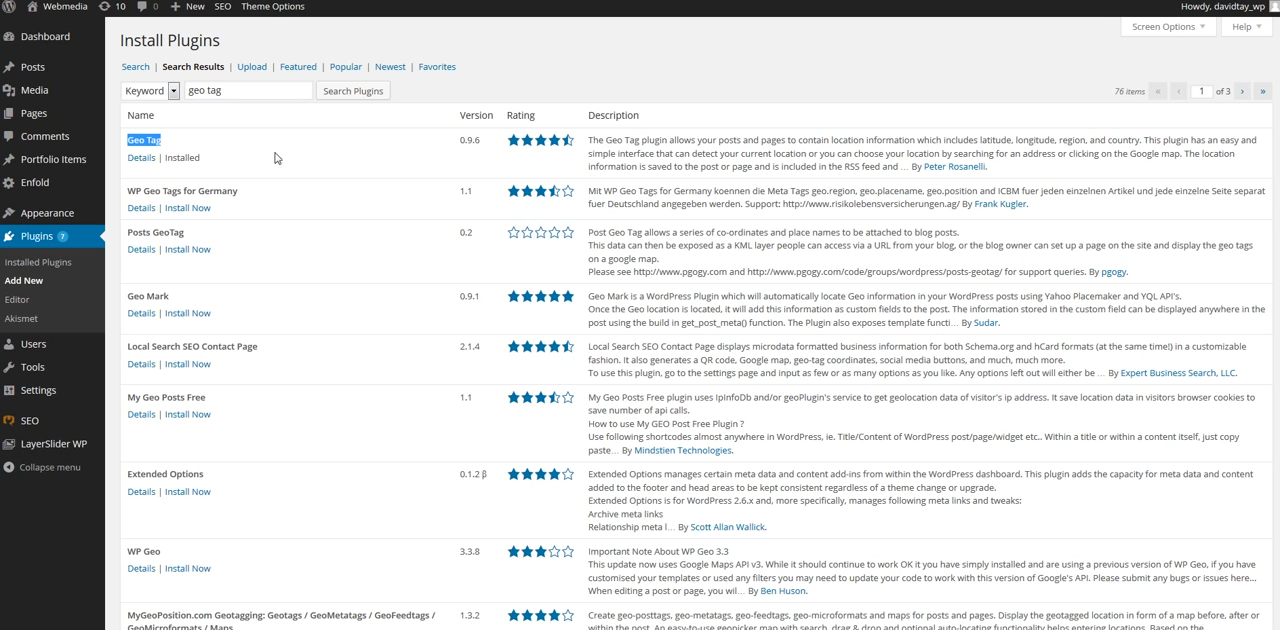 Webmedia 10 0 New SEO Theme Options Howdy, davidtay_wp
Screen Options Help
Dashboard
Posts
Media
Pages
Comments
Portfolio Items
Enfold
Appearance
Plugins 7
Installed Plugins
Add New
Editor
Akismet
Users
Tools
Settings
SEO
LayerSlider WP
Collapse menu
Install Plugins
Search | Search Results | Upload | Featured | Popular | Newest | Favorites
Keyword geo tag Search Plugins 76 items « ‹ 1 of 3 › »
Name Version Rating Description
Geo Tag 0.9.6 The Geo Tag plugin allows your posts and pages to contain location information which includes latitude, longitude, region, and country. This plugin has an easy and
Details | Installed simple interface that can detect your current location or you can choose your location by searching for an address or clicking on the Google map. The location
information is saved to the post or page and is included in the RSS feed and … By Peter Rosanelli.
WP Geo Tags for Germany 1.1 Mit WP Geo Tags for Germany koennen die Meta Tags geo.region, geo.placename, geo.position and ICBM fuer jeden einzelnen Artikel und jede einzelne Seite separat
Details | Install Now fuer Deutschland angegeben werden. Support: http://www.risikolebensversicherungen.ag/ By Frank Kugler.
Posts GeoTag 0.2 Post Geo Tag allows a series of co-ordinates and place names to be attached to blog posts.
Details | Install Now This data can then be exposed as a KML layer people can access via a URL from your blog, or the blog owner can set up a page on the site and display the geo tags
on a google map.
Please see http://www.pgogy.com and http://www.pgogy.com/code/groups/wordpress/posts-geotag/ for support queries. By pgogy.
Geo Mark 0.9.1 Geo Mark is a WordPress Plugin which will automatically locate Geo information in your WordPress posts using Yahoo Placemaker and YQL API's.
Details | Install Now Once the Geo location is located, it will add this information as custom fields to the post. The information stored in the custom field can be displayed anywhere in the
post using the build in get_post_meta() function. The Plugin also exposes template functi… By Sudar.
Local Search SEO Contact Page 2.1.4 Local Search SEO Contact Page displays microdata formatted business information for both Schema.org and hCard formats (at the same time!) in a customizable
Details | Install Now fashion. It also generates a QR code, Google map, geo-tag coordinates, social media buttons, and much, much more.
To use this plugin, go to the settings page and input as few or as many options as you like. Any options left out will either be … By Expert Business Search, LLC.
My Geo Posts Free 1.1 My Geo Posts Free plugin uses IpInfoDb and/or geoPlugin's service to get geolocation data of visitor's ip address. It save location data in visitors browser cookies to
Details | Install Now save number of api calls.
How to use My GEO Post Free Plugin ?
Use following shortcodes almost anywhere in WordPress, ie. Title/Content of WordPress post/page/widget etc.. Within a title or within a content itself, just copy
paste… By Mindstien Technologies.
Extended Options 0.1.2 β Extended Options manages certain meta data and content add-ins from within the WordPress dashboard. This plugin adds the capacity for meta data and content
Details | Install Now added to the footer and head areas to be kept consistent regardless of a theme change or upgrade.
Extended Options is for WordPress 2.6.x and, more specifically, manages following meta links and tweaks:
Archive meta links
Relationship meta l… By Scott Allan Wallick.
WP Geo 3.3.8 Important Note About WP Geo 3.3
Details | Install Now This update now uses Google Maps API v3. While it should continue to work OK it you have simply installed and are using a previous version of WP Geo, if you have
customised your templates or used any filters you may need to update your code to work with this version of Google's API. Please submit any bugs or issues here…
When editing a post or page, you wil… By Ben Huson.
MyGeoPosition.com Geotagging: Geotags / GeoMetatags / GeoFeedtags / 1.3.2 Create geo-posttags, geo-metatags, geo-feedtags, geo-microformats and maps for posts and pages. Display the geotagged location in form of a map before, after or
GeoMicroformats / Maps within the post. An easy-to-use geopicker map with search, drag & drop and optional auto-locating functionality helps entering locations. Based on the